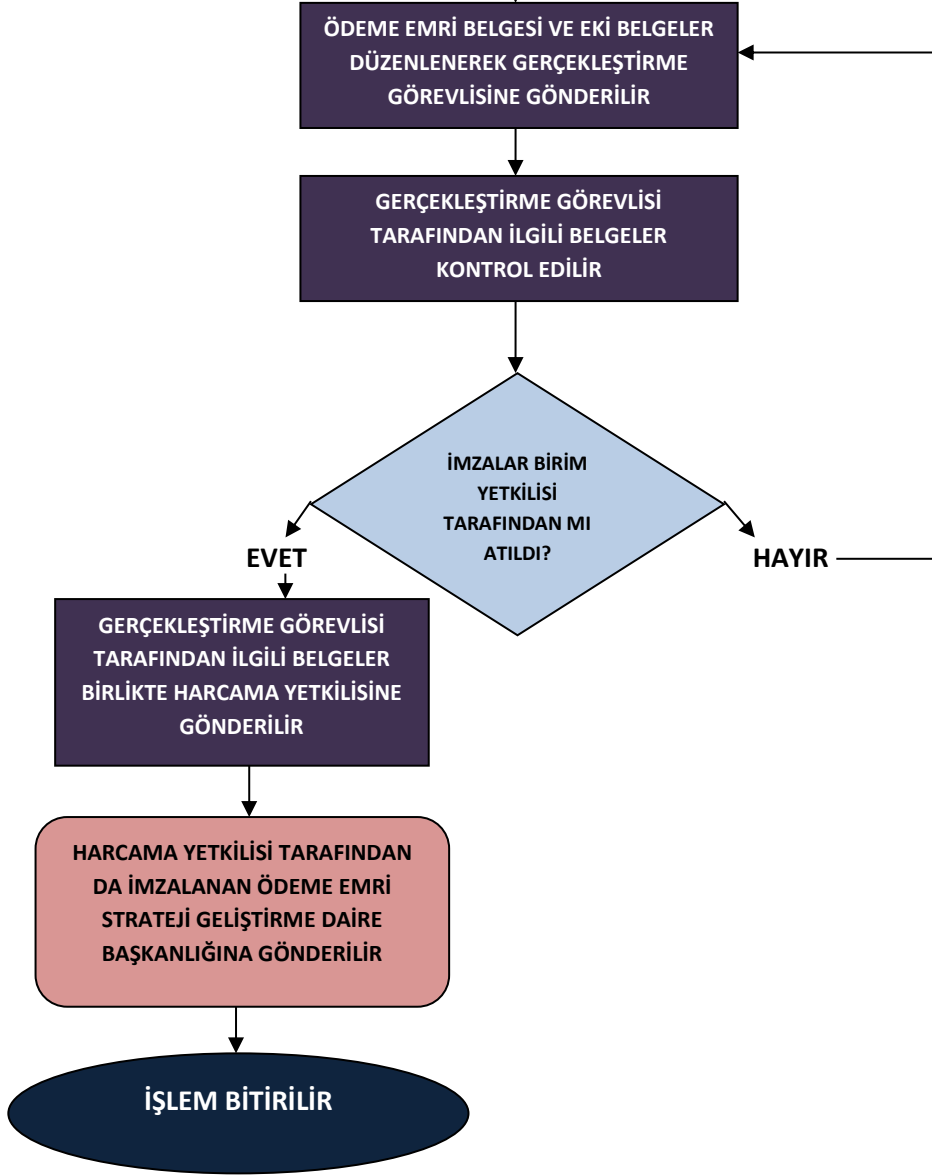 ÖDEME EMRİ BELGESİ VE EKİ BELGELER
DÜZENLENEREK GERÇEKLEŞTİRME
GÖREVLİSİNE GÖNDERİLİR
GERÇEKLEŞTİRME GÖREVLİSİ
TARAFINDAN İLGİLİ BELGELER
KONTROL EDİLİR
İMZALAR BİRİM
YETKİLİSİ
TARAFINDAN MI
ATILDI?
EVET
HAYIR
GERÇEKLEŞTİRME GÖREVLİSİ
TARAFINDAN İLGİLİ BELGELER
BİRLİKTE HARCAMA YETKİLİSİNE
GÖNDERİLİR
HARCAMA YETKİLİSİ TARAFINDAN
DA İMZALANAN ÖDEME EMRİ
STRATEJİ GELİŞTİRME DAİRE
BAŞKANLIĞINA GÖNDERİLİR
İŞLEM BİTİRİLİR